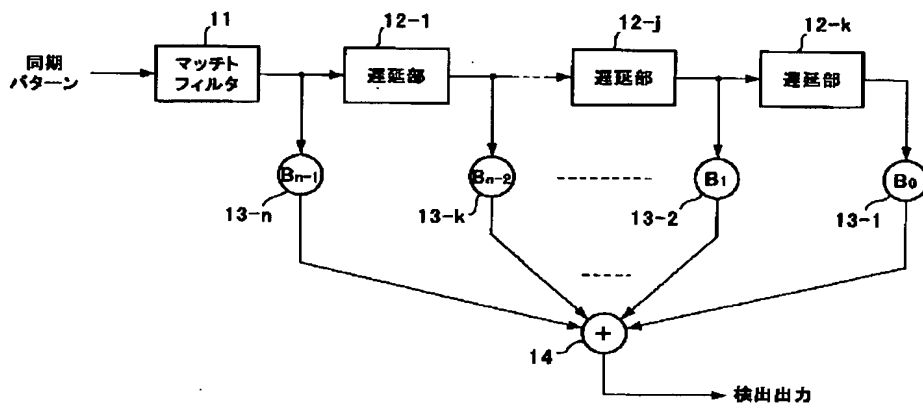 11
12-1
12-j
12-k
同期
パターン
マッチト
フィルタ
遅延部
遅延部
遅延部
Bn-1
Bn-2
B1
B0
13-n
13-k
13-2
13-1
+
14
検出出力